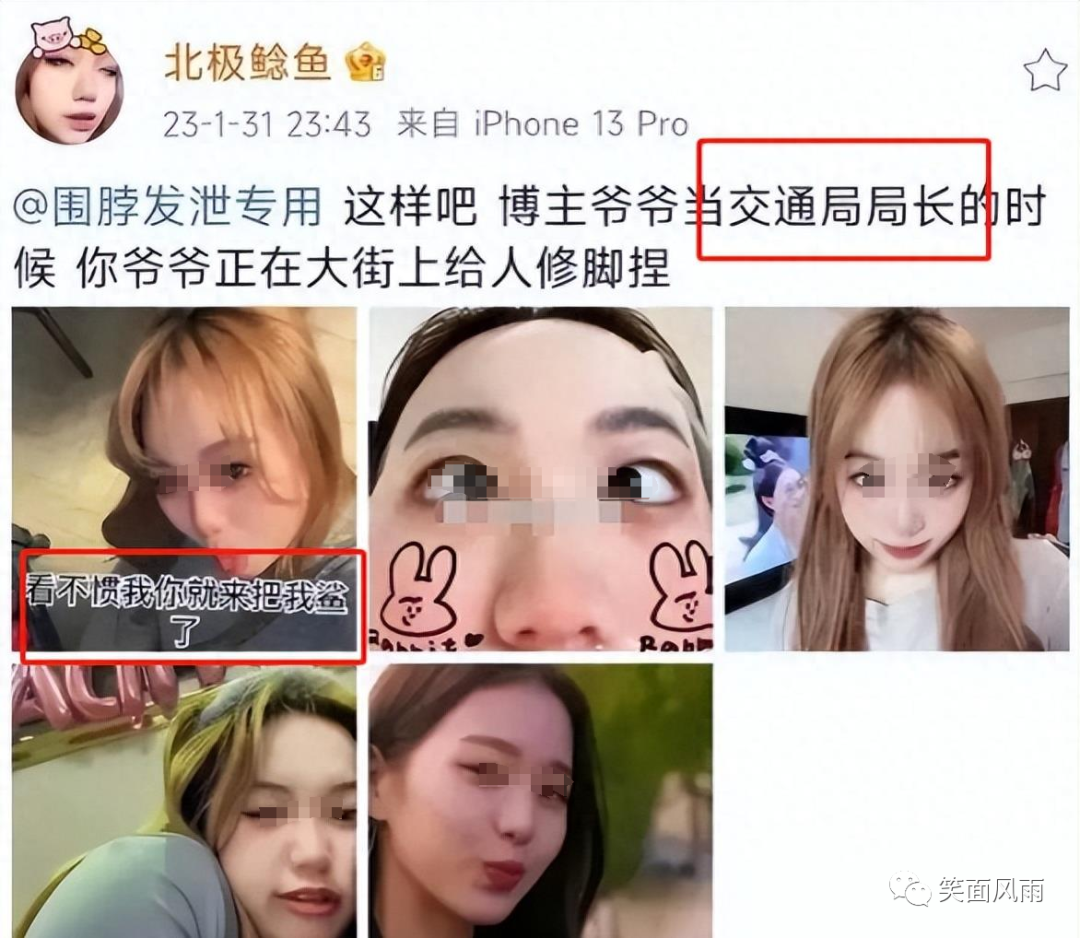 北极鲶鱼
23-1-31 23:43 来自 iPhone 13 Pro
@围脖发泄专用 这样吧 博主爷爷当交通局局长的时
候 你爷爷正在大街上给人修脚捏
看不惯我你就来把我鲨
了
Rabbit
笑面风雨